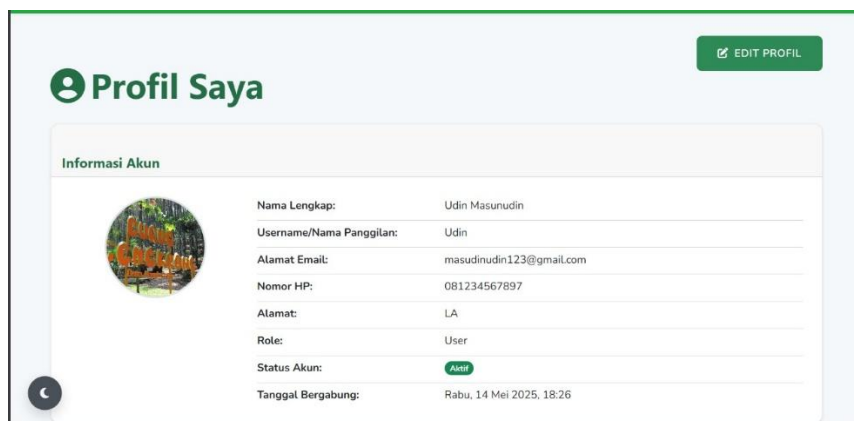 EDIT PROFIL
Profil Saya
Informasi Akun
Nama Lengkap: Udin Masunudin
Username/Nama Panggilan: Udin
Alamat Email: masudinudin123@gmail.com
Nomor HP: 081234567897
Alamat: LA
Role: User
Status Akun: Aktif
Tanggal Bergabung: Rabu, 14 Mei 2025, 18:26